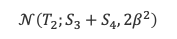 𝒩(T₂; S₃ + S₄, 2β²)